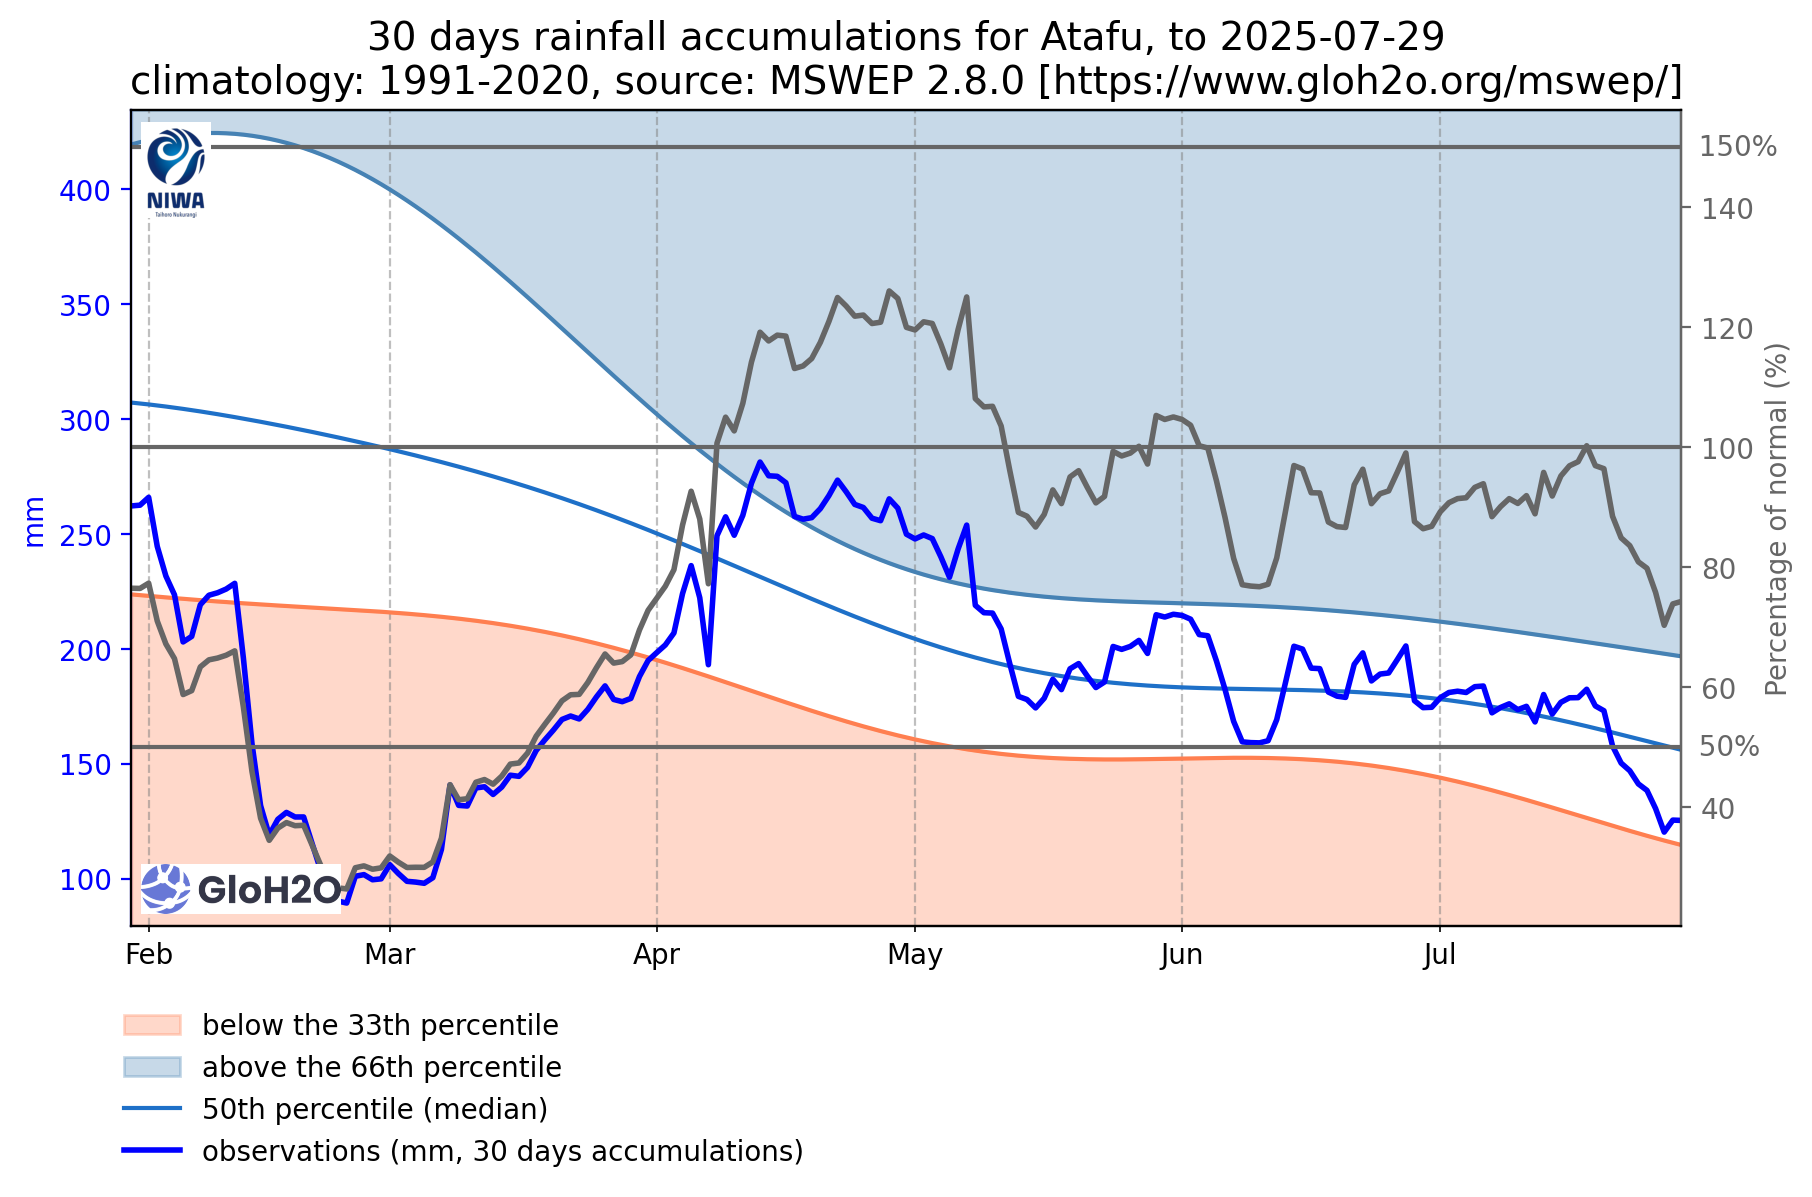 30 days rainfall accumulations for Atafu, to 2025-07-29
climatology: 1991-2020, source: MSWEP 2.8.0 [https://www.gloh2o.org/mswep/]
NIWA
Taihoro Nukurangi
400
350
300
250
200
150
100
mm
150%
140
120
100
80
60
50%
40
Percentage of normal (%)
GloH2O
Feb Mar Apr May Jun Jul
below the 33th percentile
above the 66th percentile
50th percentile (median)
observations (mm, 30 days accumulations)